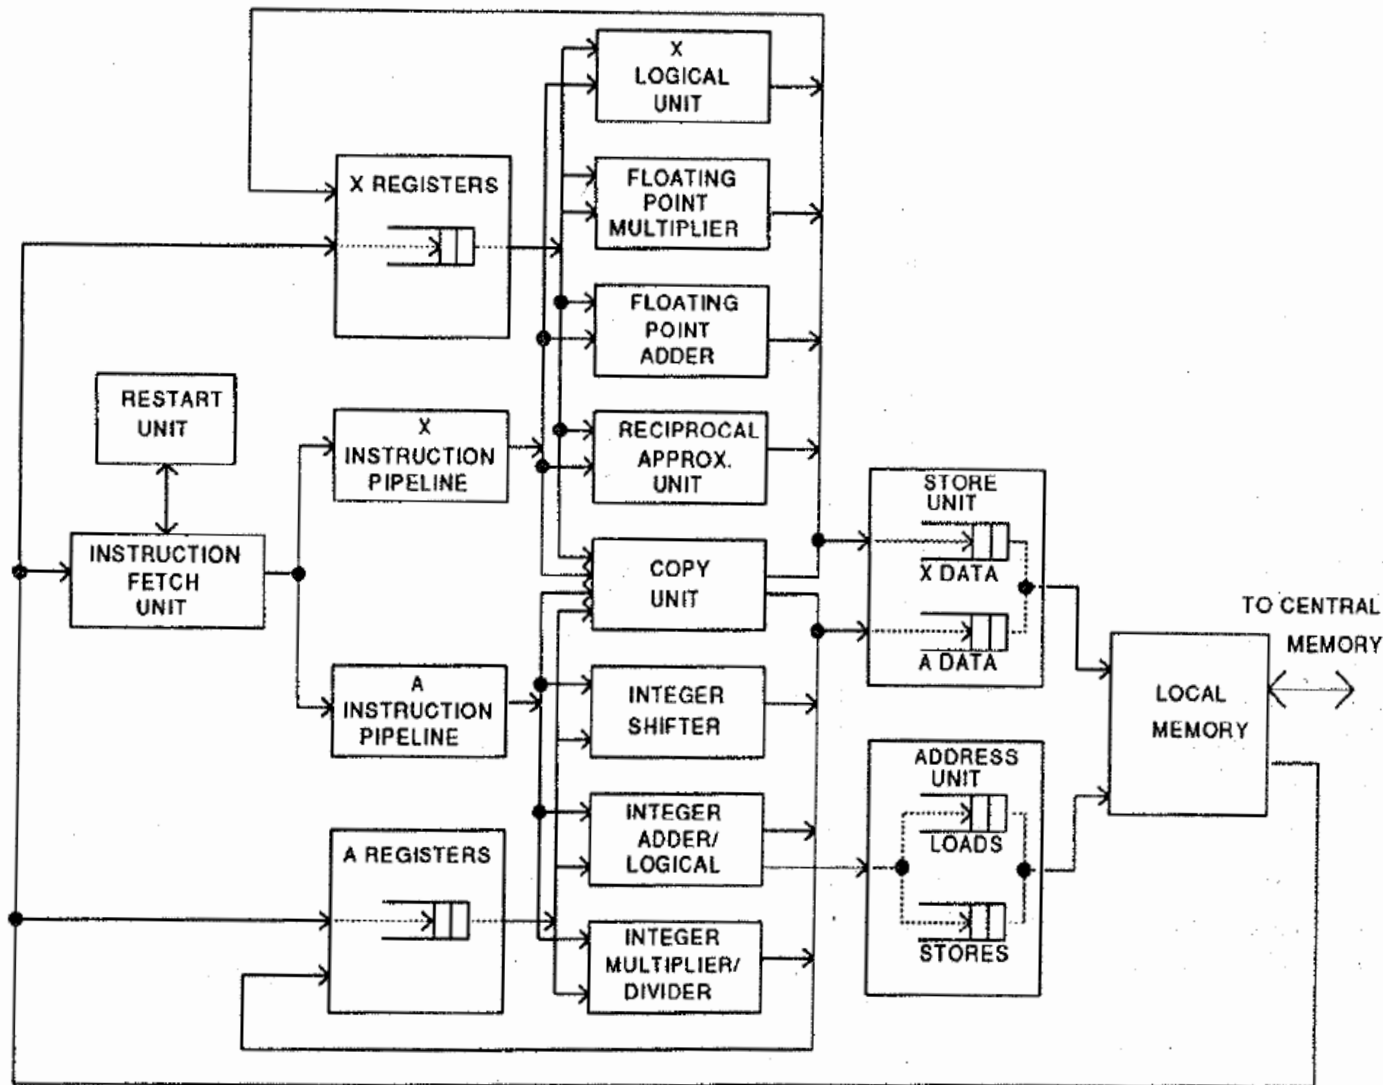 X
LOGICAL
UNIT
X REGISTERS
FLOATING
POINT
MULTIPLIER
FLOATING
POINT
ADDER
RESTART
UNIT
X
INSTRUCTION
PIPELINE
RECIPROCAL
APPROX.
UNIT
INSTRUCTION
FETCH
UNIT
COPY
UNIT
STORE
UNIT
X DATA
A DATA
A
INSTRUCTION
PIPELINE
INTEGER
SHIFTER
TO CENTRAL
MEMORY
LOCAL
MEMORY
A REGISTERS
INTEGER
ADDER/
LOGICAL
ADDRESS
UNIT
LOADS
STORES
INTEGER
MULTIPLIER/
DIVIDER